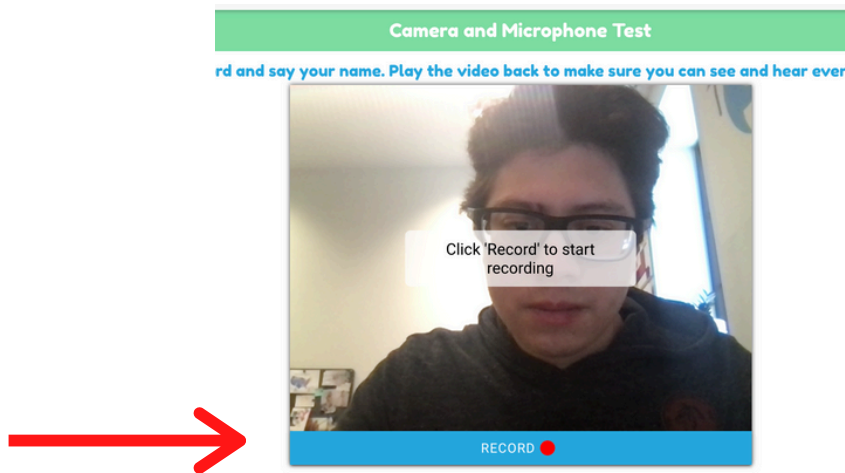 Camera and Microphone Test
rd and say your name. Play the video back to make sure you can see and hear ever
Click 'Record' to start
recording
RECORD